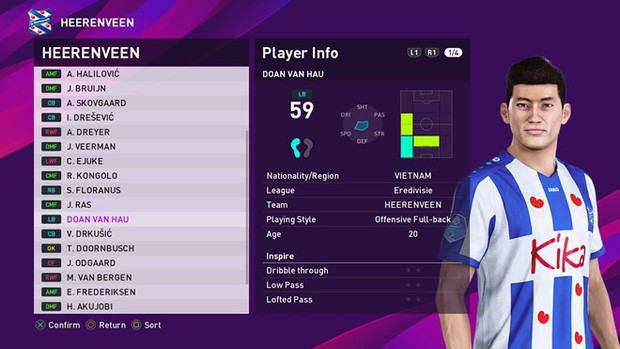 HEERENVEEN
HEERENVEEN
AMF A. HALILOVIĆ
DMF J. BRUIJN
CB A. SKOVGAARD
CB I. DREŠEVIĆ
RWF A. DREYER
DMF J. VEERMAN
LWF C. EJUKE
DMF R. KONGOLO
RB S. FLORANUS
CMF J. RAS
LB DOAN VAN HAU
CB V. DRKUŠIĆ
GK T. DOORNBUSCH
CF J. ODGAARD
RWF M. VAN BERGEN
AMF E. FREDERIKSEN
DMF H. AKUJOBI
Confirm Return Sort
Player Info L1 R1 1/4
DOAN VAN HAU
LB
59
SHT
DRI PAS
SPD STR
DEF
Nationality/Region VIETNAM
League Eredivisie
Team HEERENVEEN
Playing Style Offensive Full-back
Age 20
Inspire
Dribble through
Low Pass
Lofted Pass
JAKO
Kika